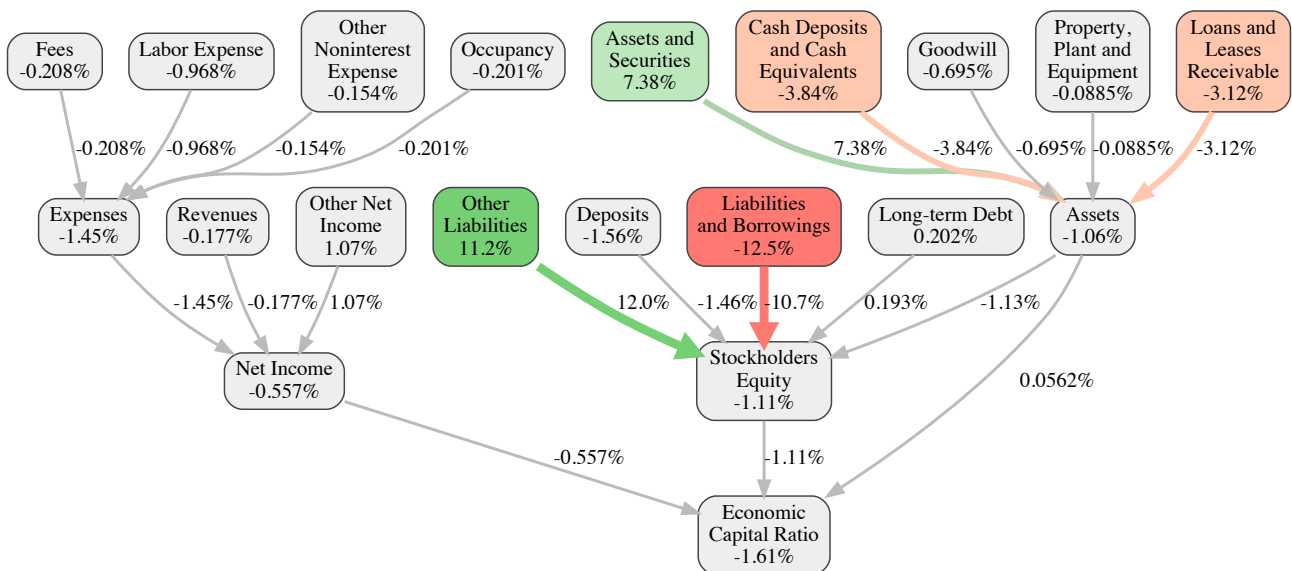 Fees
-0.208%
Labor Expense
-0.968%
Other
Noninterest
Expense
-0.154%
Occupancy
-0.201%
Assets and
Securities
7.38%
Cash Deposits
and Cash
Equivalents
-3.84%
Goodwill
-0.695%
Property,
Plant and
Equipment
-0.0885%
Loans and
Leases
Receivable
-3.12%
-0.208%
-0.968%
-0.154%
-0.201%
7.38%
-3.84%
-0.695%
-0.0885%
-3.12%
Expenses
-1.45%
Revenues
-0.177%
Other Net
Income
1.07%
Other
Liabilities
11.2%
Deposits
-1.56%
Liabilities
and Borrowings
-12.5%
Long-term Debt
0.202%
Assets
-1.06%
-1.45%
-0.177%
1.07%
12.0%
-1.46%
-10.7%
0.193%
-1.13%
Net Income
-0.557%
Stockholders
Equity
-1.11%
0.0562%
-0.557%
-1.11%
Economic
Capital Ratio
-1.61%